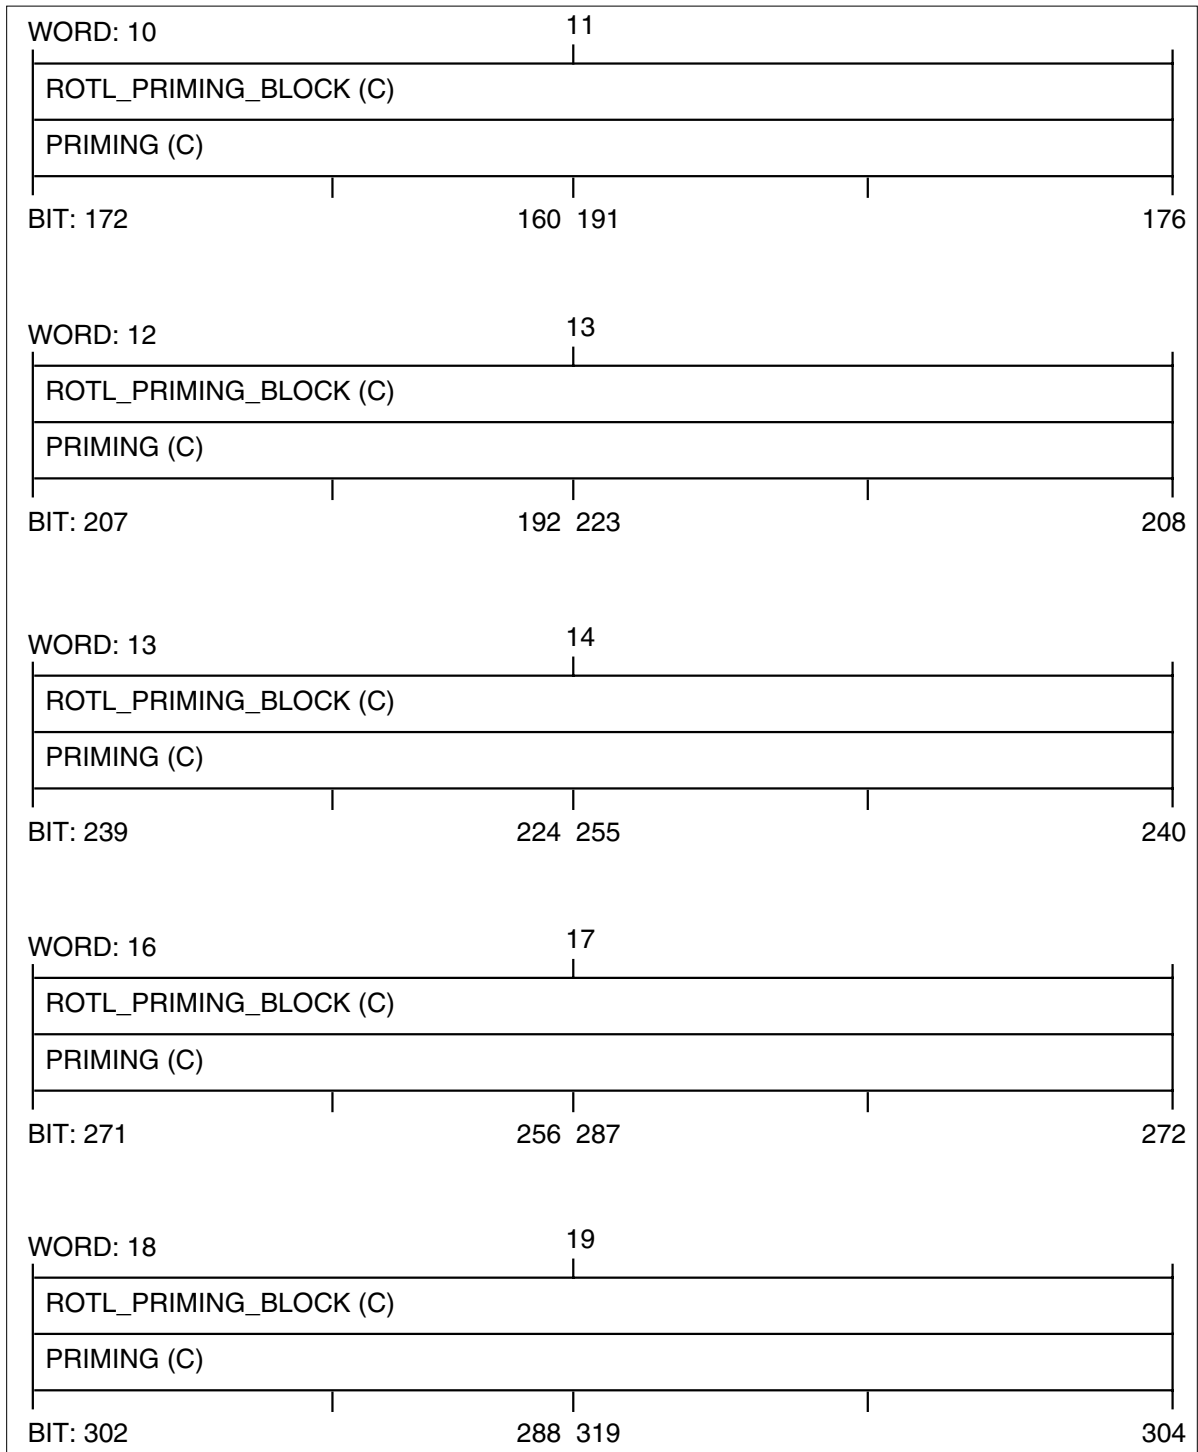 WORD: 10 11
ROTL_PRIMING_BLOCK (C)
PRIMING (C)
BIT: 172 160 191 176
WORD: 12 13
ROTL_PRIMING_BLOCK (C)
PRIMING (C)
BIT: 207 192 223 208
WORD: 13 14
ROTL_PRIMING_BLOCK (C)
PRIMING (C)
BIT: 239 224 255 240
WORD: 16 17
ROTL_PRIMING_BLOCK (C)
PRIMING (C)
BIT: 271 256 287 272
WORD: 18 19
ROTL_PRIMING_BLOCK (C)
PRIMING (C)
BIT: 302 288 319 304